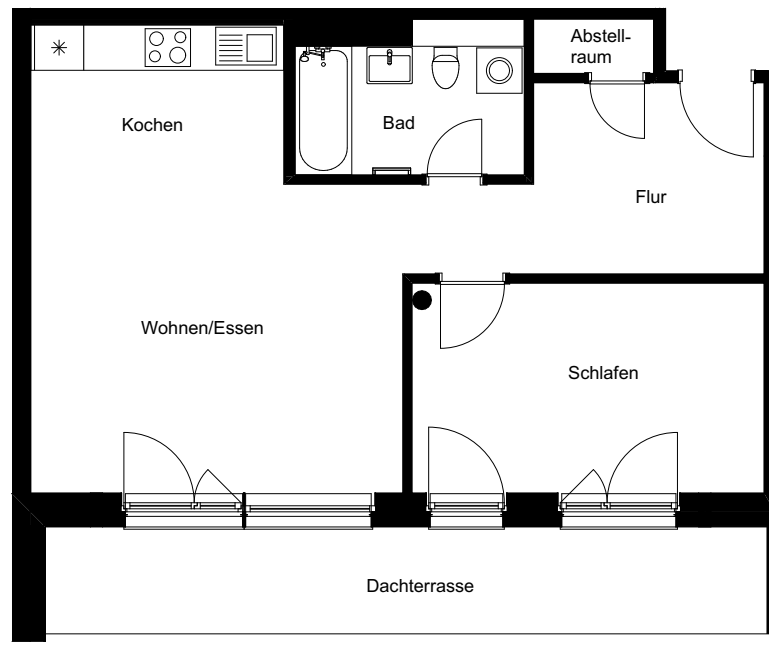 Abstell-
raum
Kochen
Bad
Flur
Wohnen/Essen
Schlafen
Dachterrasse